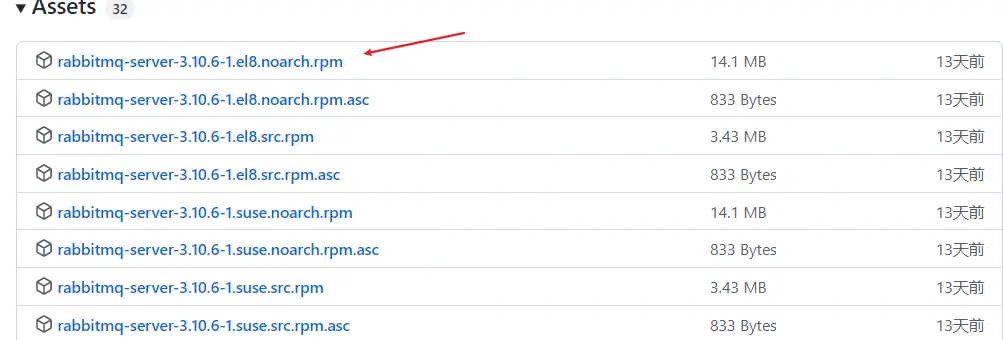 Assets 32
rabbitmq-server-3.10.6-1.el8.noarch.rpm 14.1 MB 13天前
rabbitmq-server-3.10.6-1.el8.noarch.rpm.asc 833 Bytes 13天前
rabbitmq-server-3.10.6-1.el8.src.rpm 3.43 MB 13天前
rabbitmq-server-3.10.6-1.el8.src.rpm.asc 833 Bytes 13天前
rabbitmq-server-3.10.6-1.suse.noarch.rpm 14.1 MB 13天前
rabbitmq-server-3.10.6-1.suse.noarch.rpm.asc 833 Bytes 13天前
rabbitmq-server-3.10.6-1.suse.src.rpm 3.43 MB 13天前
rabbitmq-server-3.10.6-1.suse.src.rpm.asc 833 Bytes 13天前